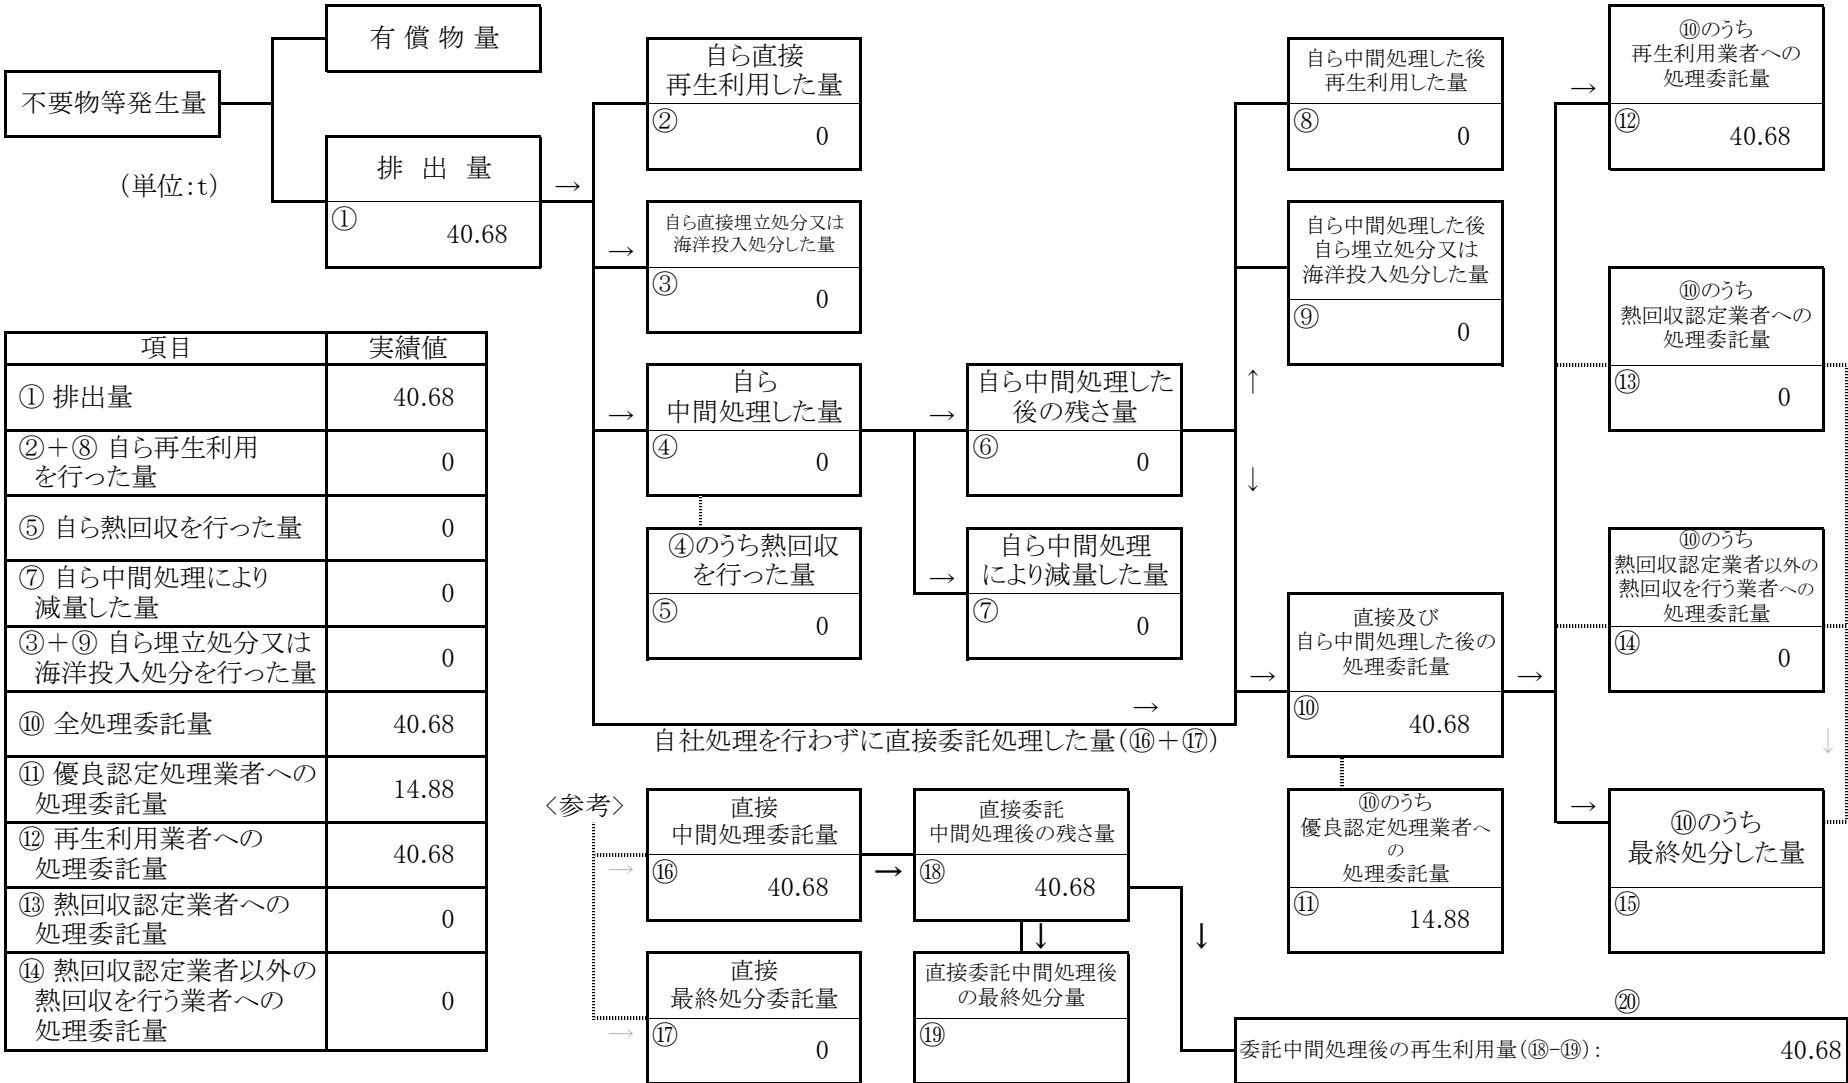 有 償 物 量
不要物等発生量
（単位:t）
排 出 量
①
40.68
→
自ら直接
再生利用した量
②
0
→
自ら直接埋立処分又は
海洋投入処分した量
③
0
→
自ら
中間処理した量
④
0
④のうち熱回収
を行った量
⑤
0
→
自ら中間処理した
後の残さ量
⑥
0
→
自ら中間処理
により減量した量
⑦
0
自ら中間処理した後
再生利用した量
⑧
0
自ら中間処理した後
自ら埋立処分又は
海洋投入処分した量
⑨
0
↑
↓
→
自社処理を行わずに直接委託処理した量（⑯＋⑰）
→
直接及び
自ら中間処理した後の
処理委託量
⑩
40.68
⑩のうち
優良認定処理業者へ
の
処理委託量
⑪
14.88
→
→
⑩のうち
再生利用業者への
処理委託量
⑫
40.68
⑩のうち
熱回収認定業者への
処理委託量
⑬
0
⑩のうち
熱回収認定業者以外の
熱回収を行う業者への
処理委託量
⑭
0
↓
→
⑩のうち
最終処分した量
⑮
項目 実績値
① 排出量 40.68
②＋⑧ 自ら再生利用
を行った量 0
⑤ 自ら熱回収を行った量 0
⑦ 自ら中間処理により
減量した量 0
③＋⑨ 自ら埋立処分又は
海洋投入処分を行った量 0
⑩ 全処理委託量 40.68
⑪ 優良認定処理業者への
処理委託量 14.88
⑫ 再生利用業者への
処理委託量 40.68
⑬ 熱回収認定業者への
処理委託量 0
⑭ 熱回収認定業者以外の
熱回収を行う業者への
処理委託量 0
〈参考〉
→
直接
中間処理委託量
⑯
40.68
→
直接委託
中間処理後の残さ量
⑱
40.68
↓
↓
→
直接
最終処分委託量
⑰
0
直接委託中間処理後
の最終処分量
⑲
⑳
委託中間処理後の再生利用量（⑱-⑲）： 40.68